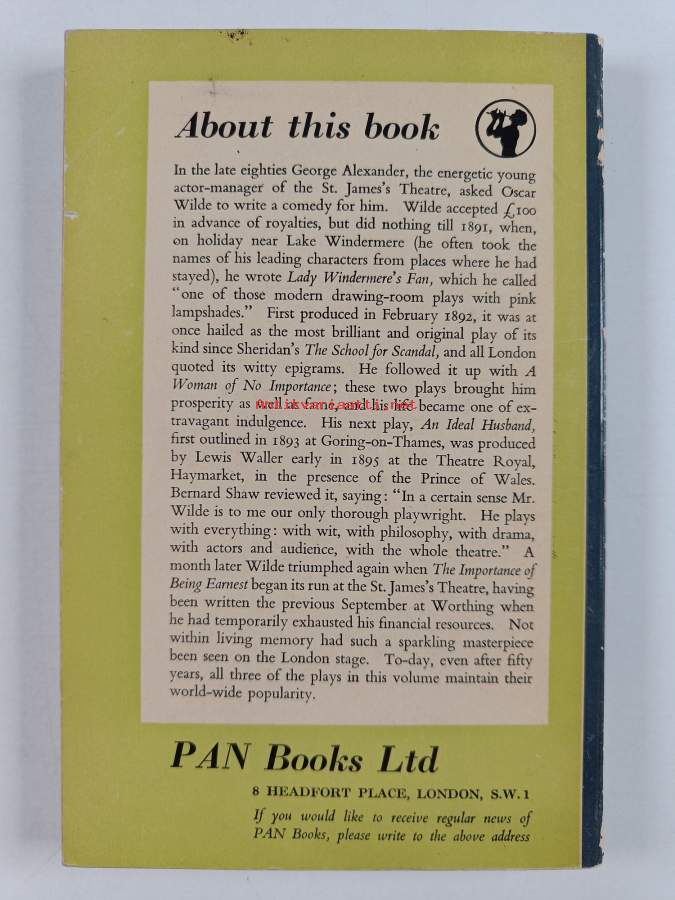 About this book
In the late eighties George Alexander, the energetic young
actor-manager of the St. James's Theatre, asked Oscar
Wilde to write a comedy for him. Wilde accepted £100
in advance of royalties, but did nothing till 1891, when,
on holiday near Lake Windermere (he often took the
names of his leading characters from places where he had
stayed), he wrote Lady Windermere's Fan, which he called
"one of those modern drawing-room plays with pink
lampshades." First produced in February 1892, it was at
once hailed as the most brilliant and original play of its
kind since Sheridan's The School for Scandal, and all London
quoted its witty epigrams. He followed it up with A
Woman of No Importance; these two plays brought him
prosperity as well as fame, and his life became one of ex-
travagant indulgence. His next play, An Ideal Husband,
first outlined in 1893 at Goring-on-Thames, was produced
by Lewis Waller early in 1895 at the Theatre Royal,
Haymarket, in the presence of the Prince of Wales.
Bernard Shaw reviewed it, saying: "In a certain sense Mr.
Wilde is to me our only thorough playwright. He plays
with everything: with wit, with philosophy, with drama,
with actors and audience, with the whole theatre." A
month later Wilde triumphed again when The Importance of
Being Earnest began its run at the St. James's Theatre, having
been written the previous September at Worthing when
he had temporarily exhausted his financial resources. Not
within living memory had such a sparkling masterpiece
been seen on the London stage. To-day, even after fifty
years, all three of the plays in this volume maintain their
world-wide popularity.
PAN Books Ltd
8 HEADFORT PLACE, LONDON, S.W.1
If you would like to receive regular news of
PAN Books, please write to the above address